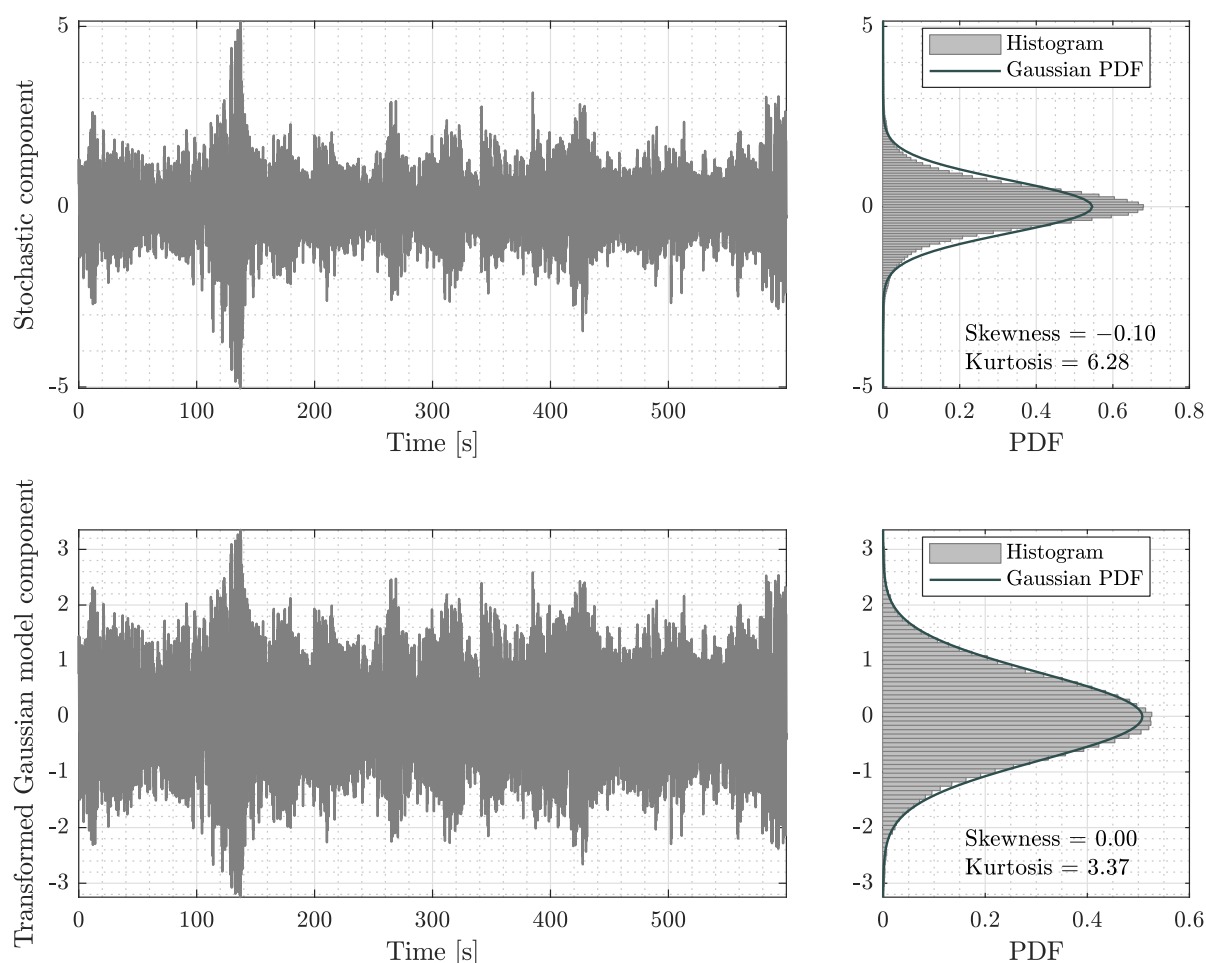 Stochastic component
5
0
-5
0 100 200 300 400 500
Time [s]
5
0
-5
Histogram
Gaussian PDF
Skewness = −0.10
Kurtosis = 6.28
0 0.2 0.4 0.6 0.8
PDF
Transformed Gaussian model component
3
2
1
0
-1
-2
-3
0 100 200 300 400 500
Time [s]
3
2
1
0
-1
-2
-3
Histogram
Gaussian PDF
Skewness = 0.00
Kurtosis = 3.37
0 0.2 0.4 0.6
PDF